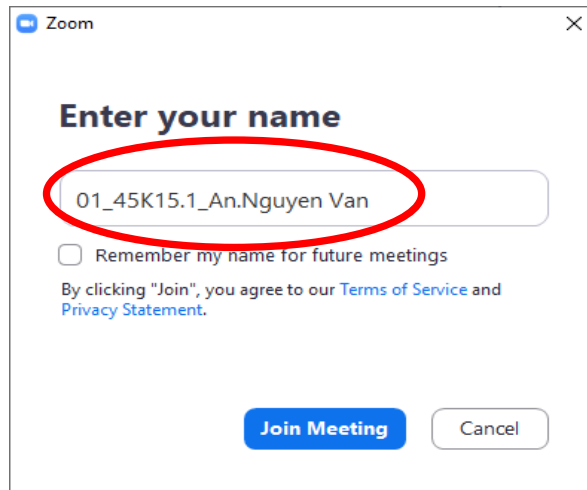 Zoom
Enter your name
01_45K15.1_An.Nguyen Van
Remember my name for future meetings
By clicking "Join", you agree to our Terms of Service and
Privacy Statement.
Join Meeting
Cancel